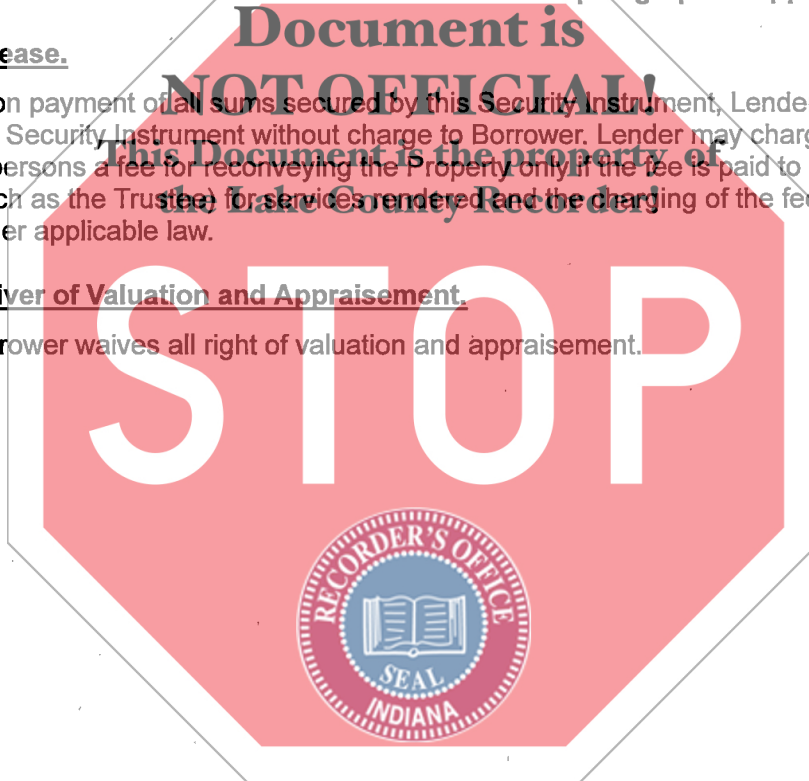 Document is
ease.
NOT OFFICIAL!
on payment of all sums secured by this Security Instrument, Lende
Security Instrument without charge to Borrower. Lender may charg
This Document is the property of
persons a fee for reconveying the Property only if the fee is paid to
ch as the Trustee) for services rendered and the charging of the fe
the Lake County Recorder!
er applicable law.
iver of Valuation and Appraisement.
rower waives all right of valuation and appraisement.
STOP
RECORDER'S OFFICE
SEAL
INDIANA